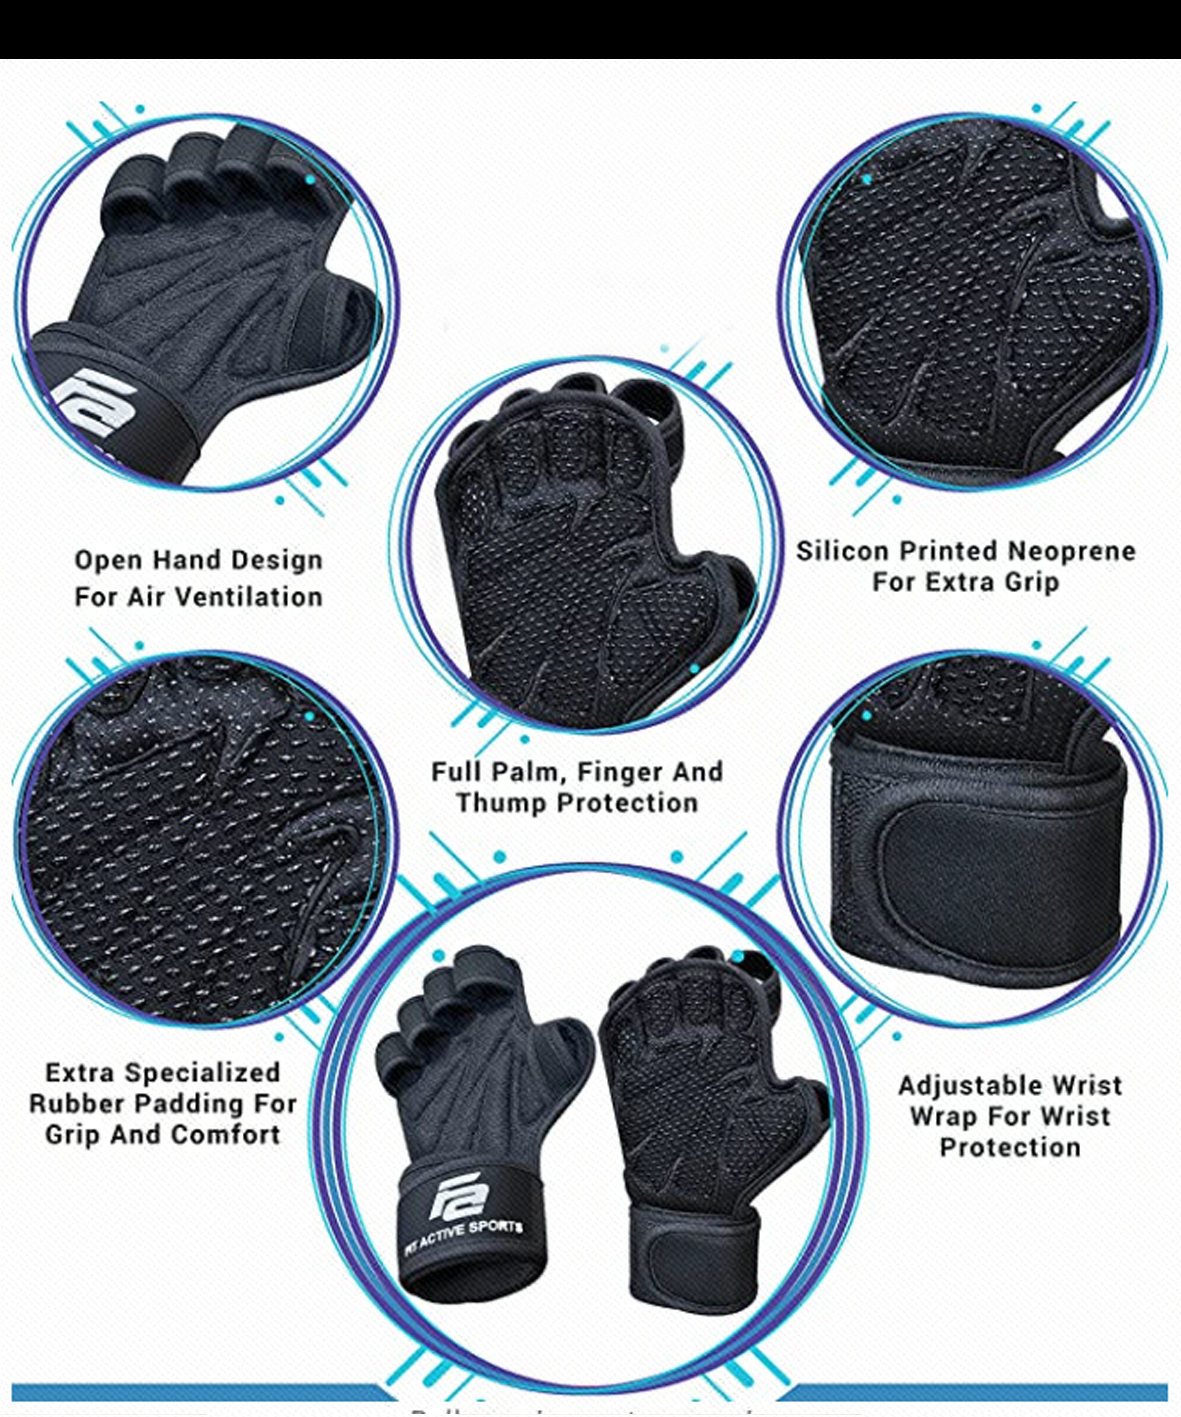 Open Hand Design
For Air Ventilation
Silicon Printed Neoprene
For Extra Grip
Full Palm, Finger And
Thump Protection
Extra Specialized
Rubber Padding For
Grip And Comfort
Adjustable Wrist
Wrap For Wrist
Protection
FIT ACTIVE SPORTS